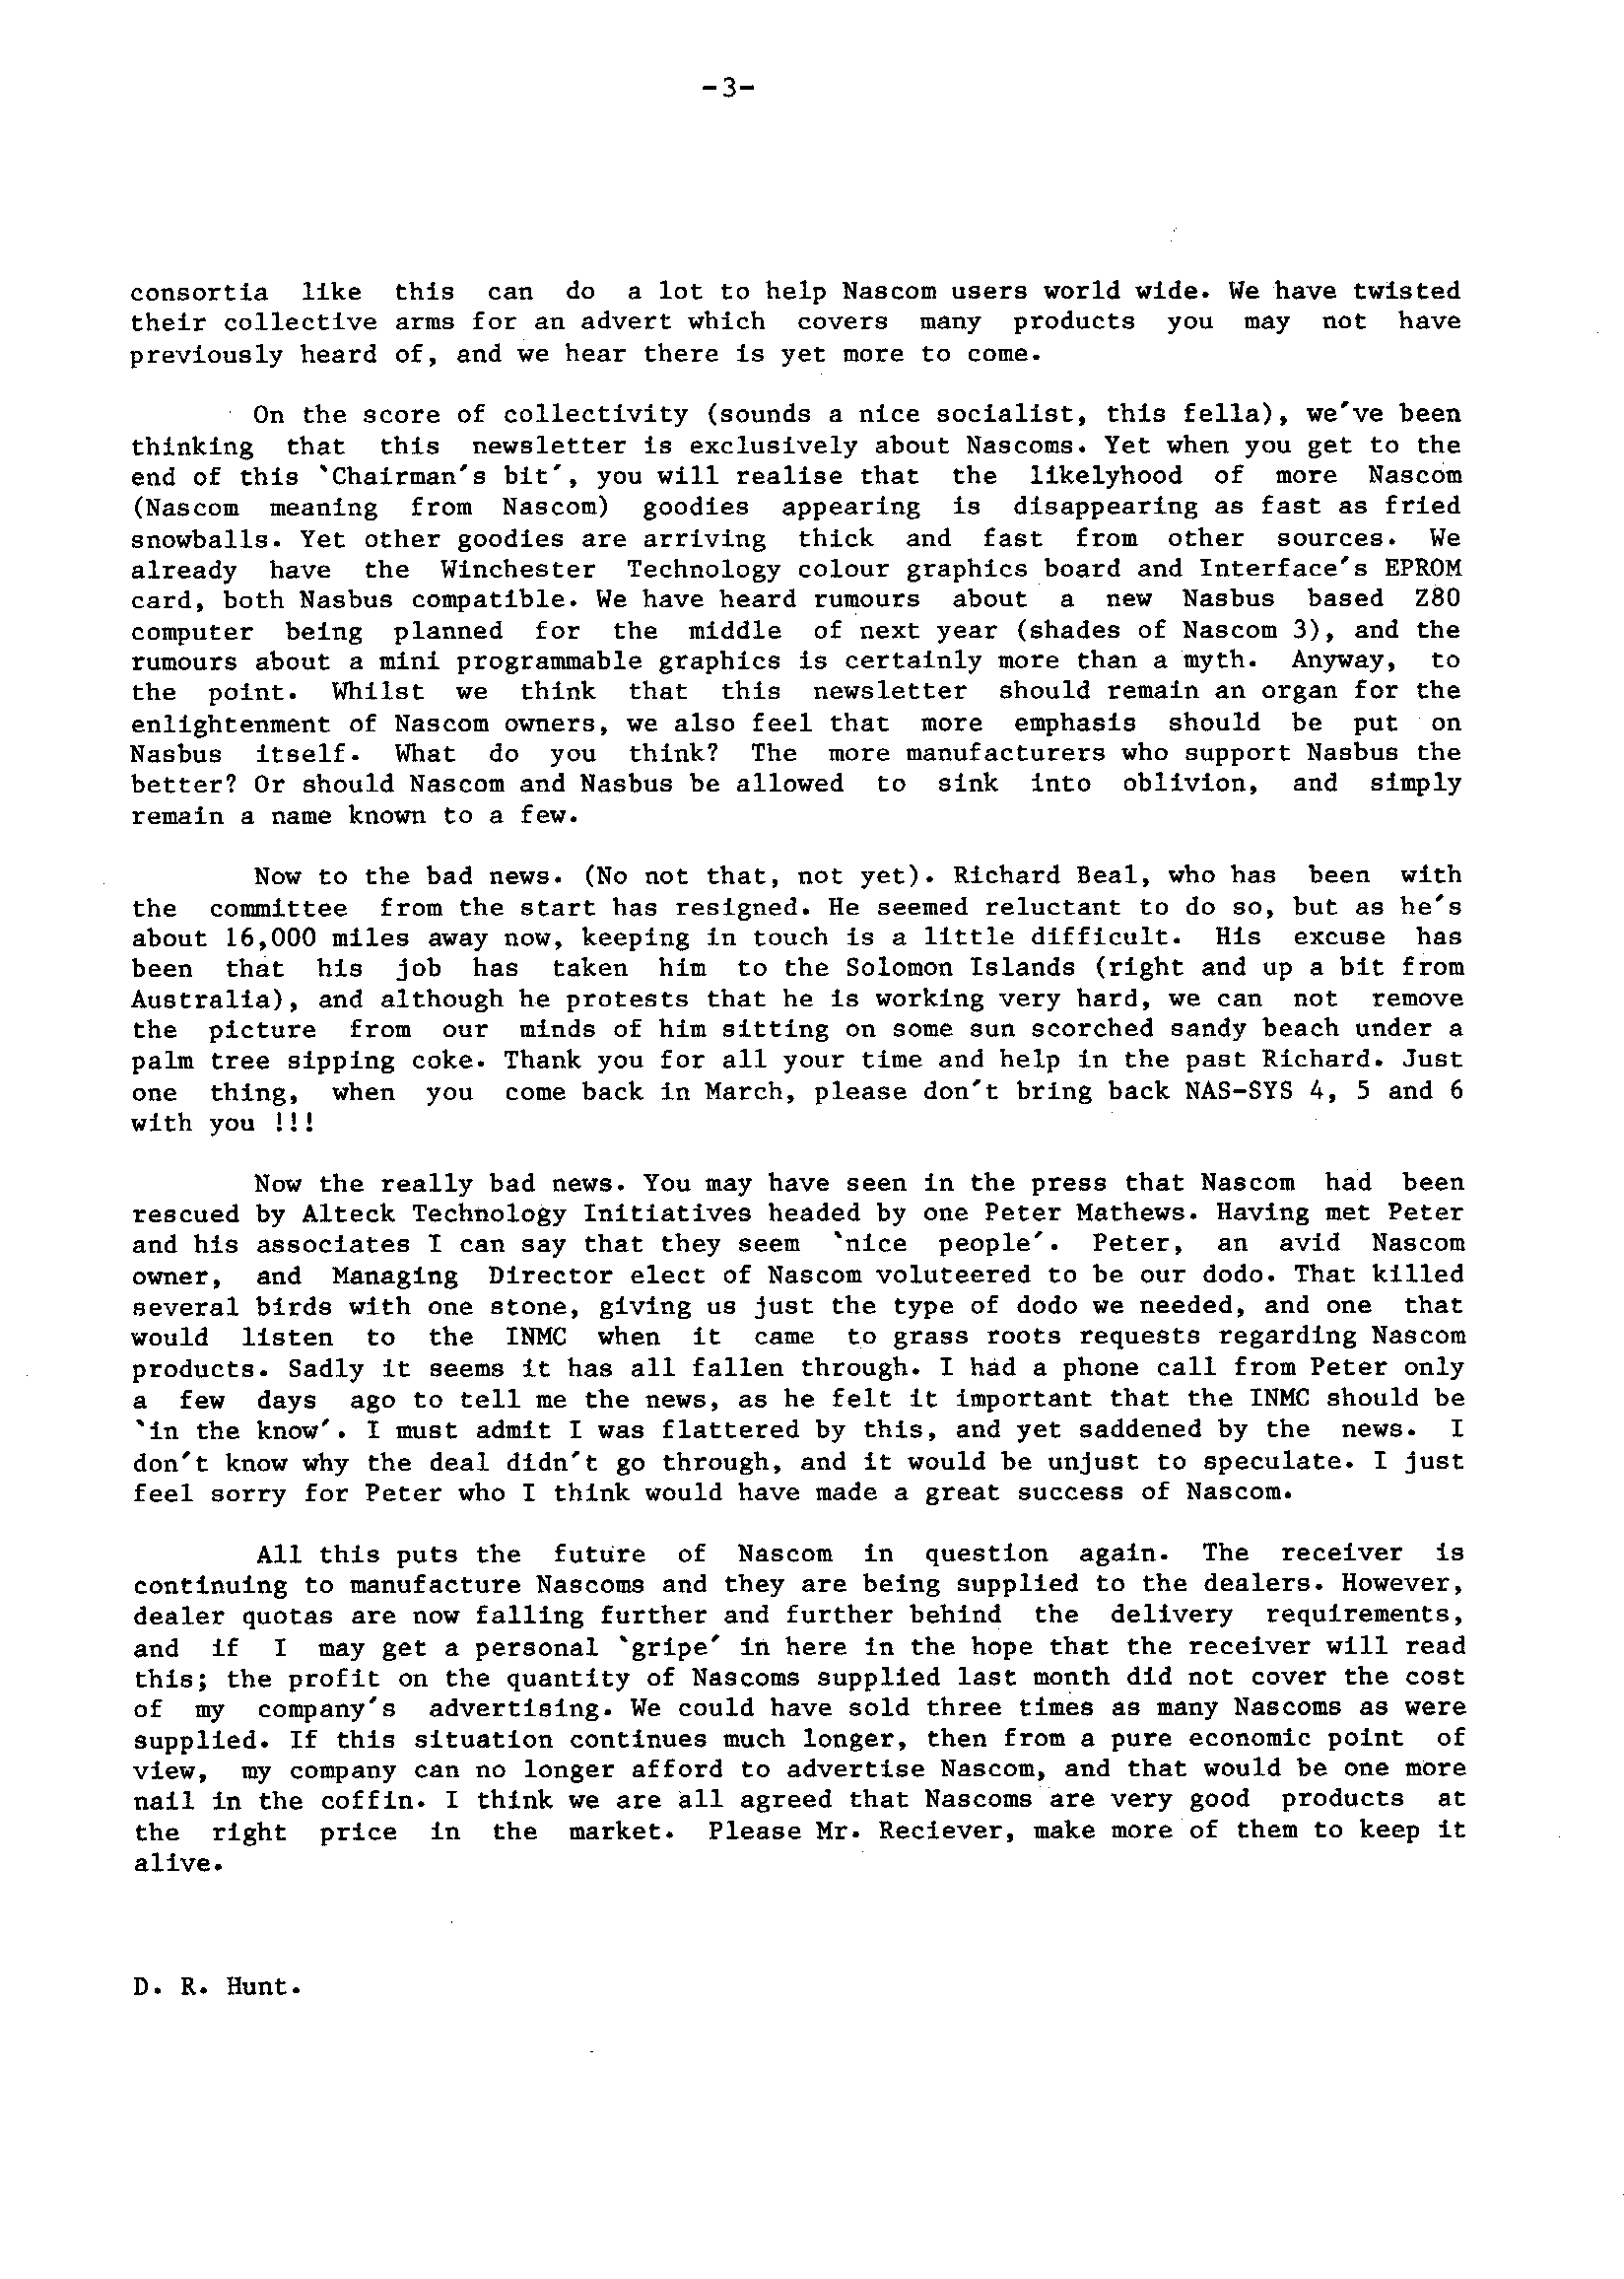 -3-
consortia like this can do a lot to help Nascom users world wide. We have twisted
their collective arms for an advert which covers many products you may not have
previously heard of, and we hear there is yet more to come.
On the score of collectivity (sounds a nice socialist, this fella), we've been
thinking that this newsletter is exclusively about Nascoms. Yet when you get to the
end of this `Chairman's bit', you will realise that the likelyhood of more Nascom
(Nascom meaning from Nascom) goodies appearing is disappearing as fast as fried
snowballs. Yet other goodies are arriving thick and fast from other sources. We
already have the Winchester Technology colour graphics board and Interface's EPROM
card, both Nasbus compatible. We have heard rumours about a new Nasbus based Z80
computer being planned for the middle of next year (shades of Nascom 3), and the
rumours about a mini programmable graphics is certainly more than a myth. Anyway, to
the point. Whilst we think that this newsletter should remain an organ for the
enlightenment of Nascom owners, we also feel that more emphasis should be put on
Nasbus itself. What do you think? The more manufacturers who support Nasbus the
better? Or should Nascom and Nasbus be allowed to sink into oblivion, and simply
remain a name known to a few.
Now to the bad news. (No not that, not yet). Richard Beal, who has been with
the committee from the start has resigned. He seemed reluctant to do so, but as he's
about 16,000 miles away now, keeping in touch is a little difficult. His excuse has
been that his job has taken him to the Solomon Islands (right and up a bit from
Australia), and although he protests that he is working very hard, we can not remove
the picture from our minds of him sitting on some sun scorched sandy beach under a
palm tree sipping coke. Thank you for all your time and help in the past Richard. Just
one thing, when you come back in March, please don't bring back NAS-SYS 4, 5 and 6
with you !!!
Now the really bad news. You may have seen in the press that Nascom had been
rescued by Alteck Technology Initiatives headed by one Peter Mathews. Having met Peter
and his associates I can say that they seem `nice people'. Peter, an avid Nascom
owner, and Managing Director elect of Nascom voluteered to be our dodo. That killed
several birds with one stone, giving us just the type of dodo we needed, and one that
would listen to the INMC when it came to grass roots requests regarding Nascom
products. Sadly it seems it has all fallen through. I had a phone call from Peter only
a few days ago to tell me the news, as he felt it important that the INMC should be
`in the know'. I must admit I was flattered by this, and yet saddened by the news. I
don't know why the deal didn't go through, and it would be unjust to speculate. I just
feel sorry for Peter who I think would have made a great success of Nascom.
All this puts the future of Nascom in question again. The receiver is
continuing to manufacture Nascoms and they are being supplied to the dealers. However,
dealer quotas are now falling further and further behind the delivery requirements,
and if I may get a personal `gripe' in here in the hope that the receiver will read
this; the profit on the quantity of Nascoms supplied last month did not cover the cost
of my company's advertising. We could have sold three times as many Nascoms as were
supplied. If this situation continues much longer, then from a pure economic point of
view, my company can no longer afford to advertise Nascom, and that would be one more
nail in the coffin. I think we are all agreed that Nascoms are very good products at
the right price in the market. Please Mr. Reciever, make more of them to keep it
alive.
D. R. Hunt.